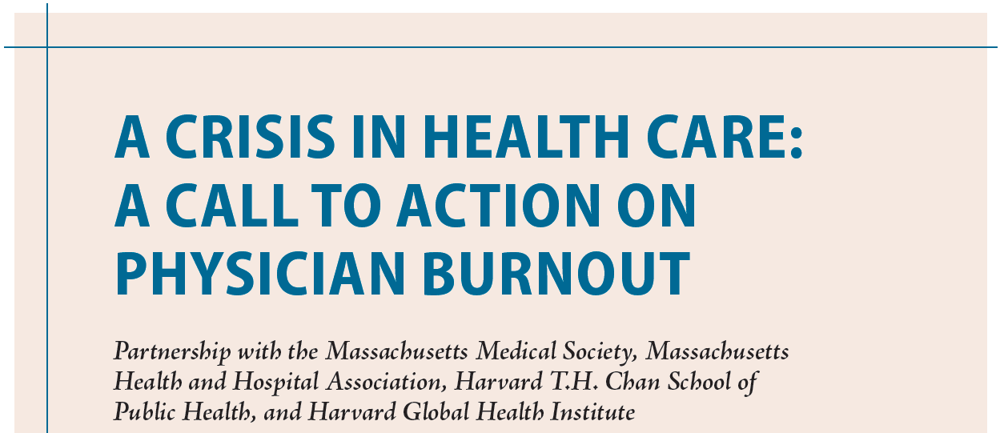 A CRISIS IN HEALTH CARE:
A CALL TO ACTION ON
PHYSICIAN BURNOUT
Partnership with the Massachusetts Medical Society, Massachusetts
Health and Hospital Association, Harvard T.H. Chan School of
Public Health, and Harvard Global Health Institute